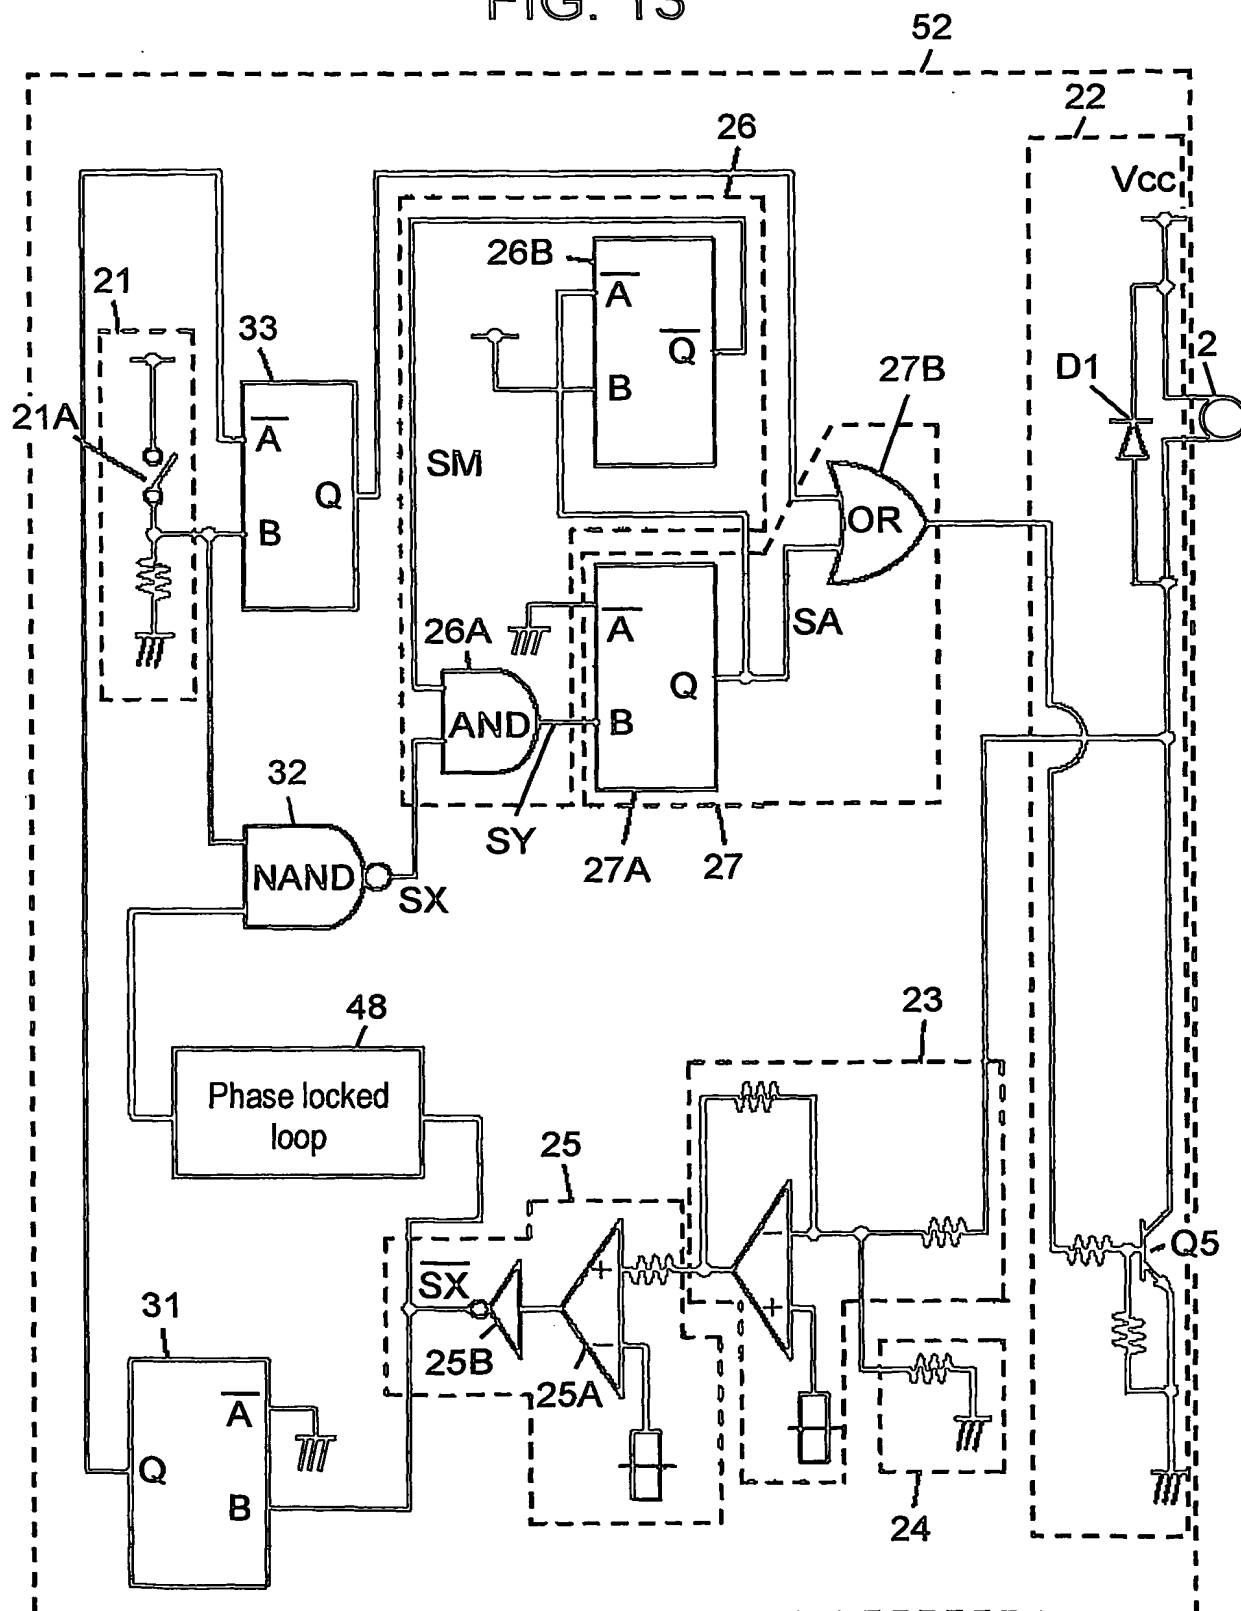 FIG. 13
52
22
26
Vcc
26B
A
21
33
Q
2
D1
27B
B
21A
A
SM
Q
OR
B
26A
A
SA
Q
AND
B
32
SY
27A
27
NAND
SX
48
23
Phase locked
loop
25
Q5
SX
+
−
−
+
31
25B
25A
A
Q
B
24